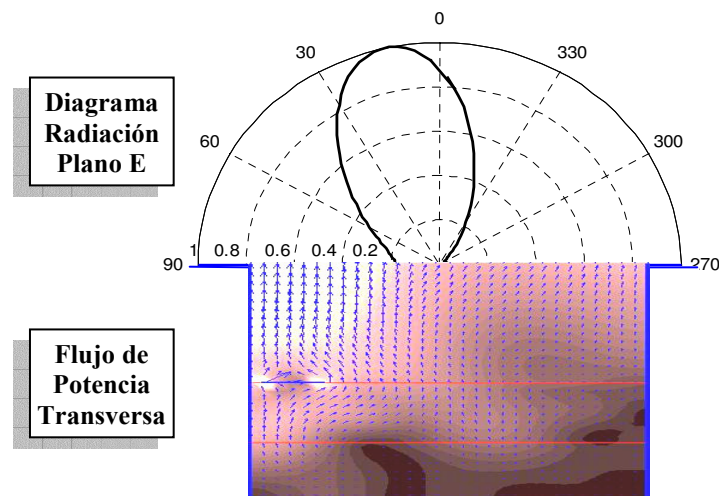 0
30
330
Diagrama
Radiación
Plano E
60
300
1 0.8 0.6 0.4 0.2
90
270
Flujo de
Potencia
Transversa